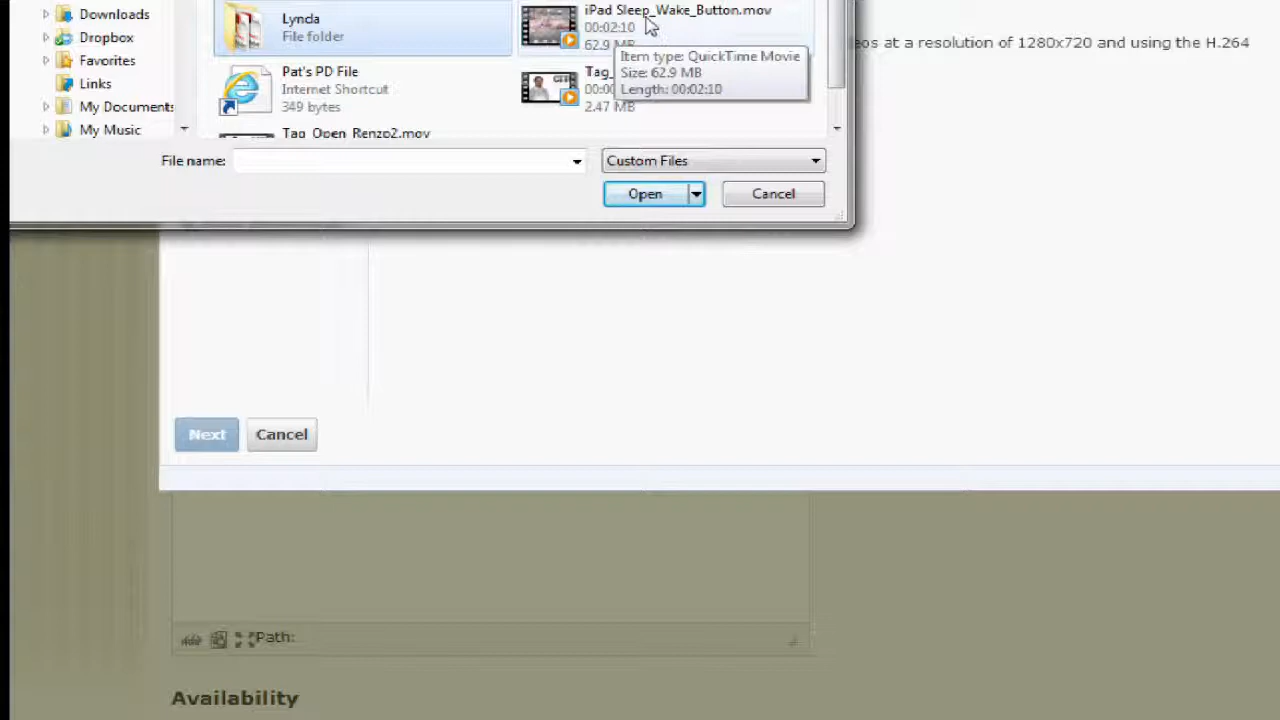 Downloads
Dropbox
Favorites
Links
My Documents
My Music
Lynda
File folder
Pat's PD File
Internet Shortcut
349 bytes
Tag_Open_Renzo2.mov
iPad Sleep_Wake_Button.mov
00:02:10
62.9 MB
Item type: QuickTime Movie
Size: 62.9 MB
Length: 00:02:10
Tag_
2.47 MB
os at a resolution of 1280x720 and using the H.264
File name:
Custom Files
Open
Cancel
Next
Cancel
Path:
Availability